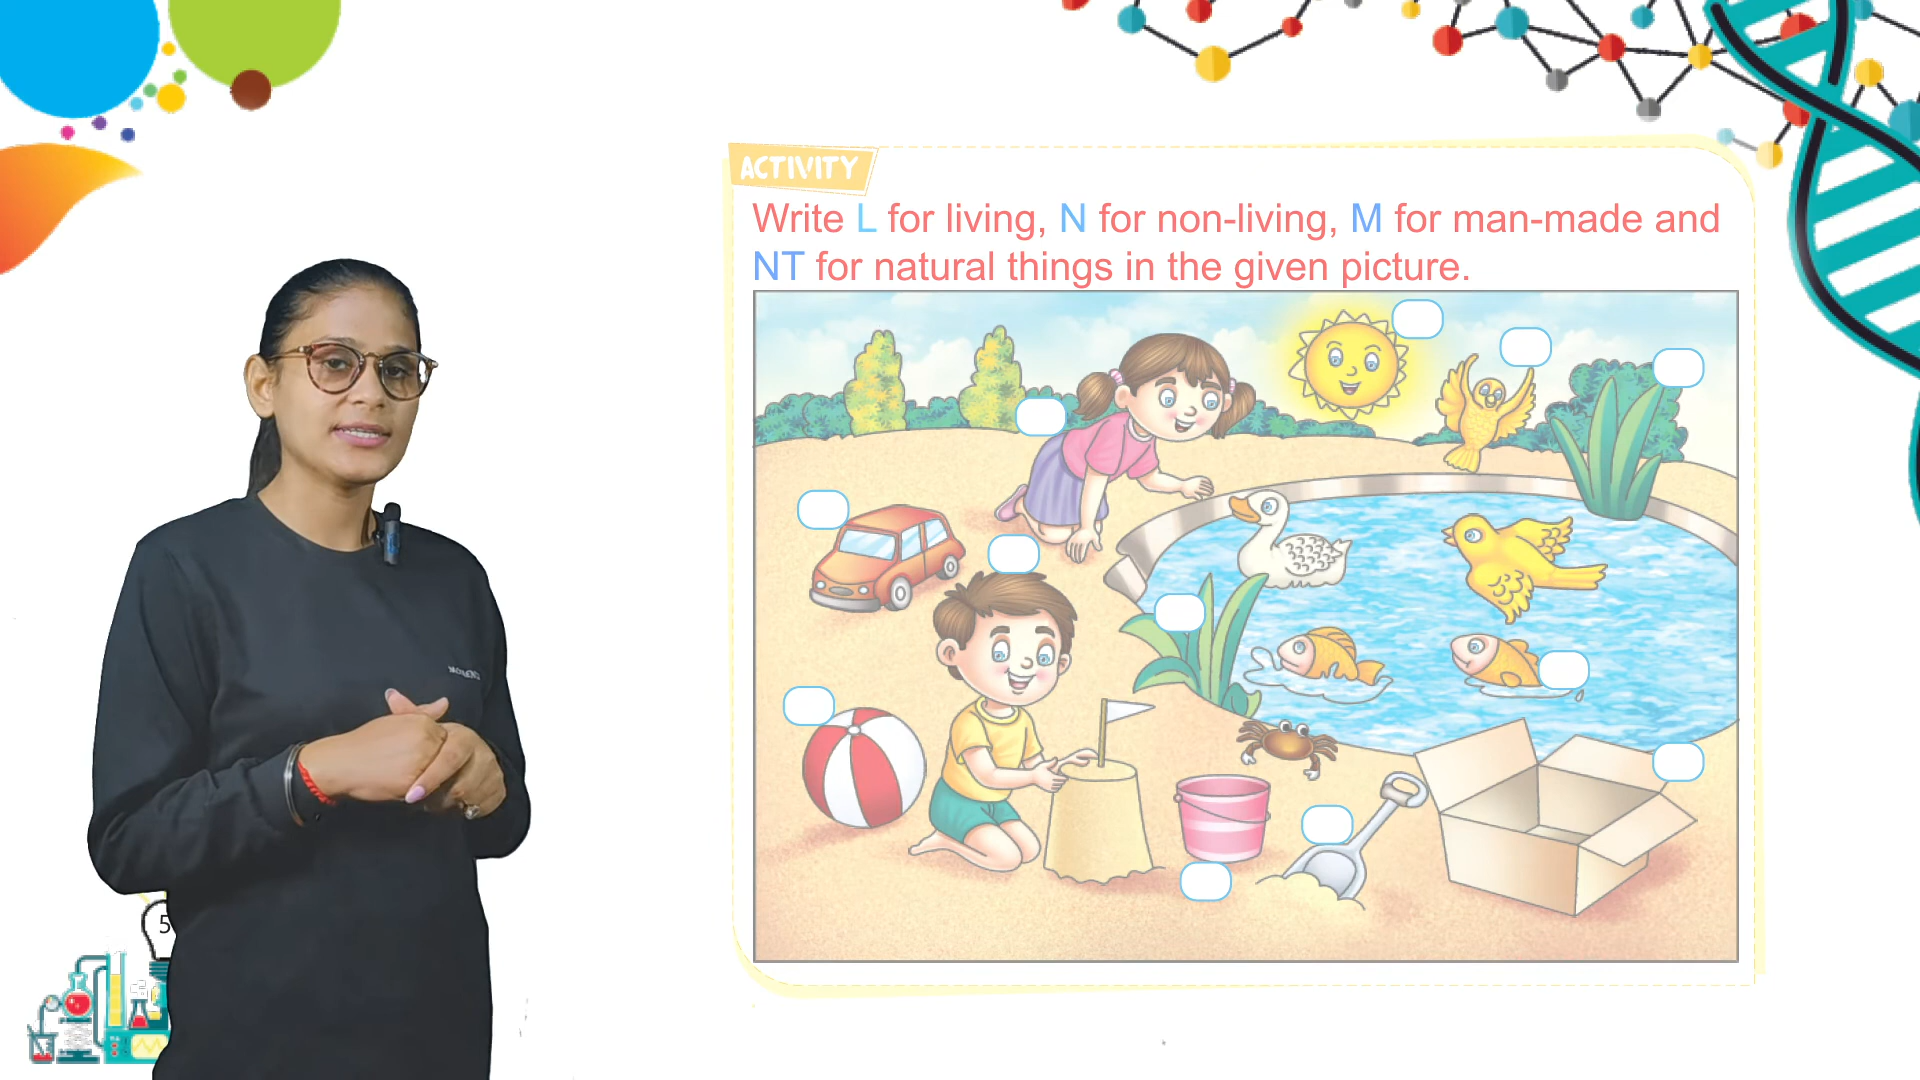 ACTIVITY
Write L for living, N for non-living, M for man-made and
NT for natural things in the given picture.
5